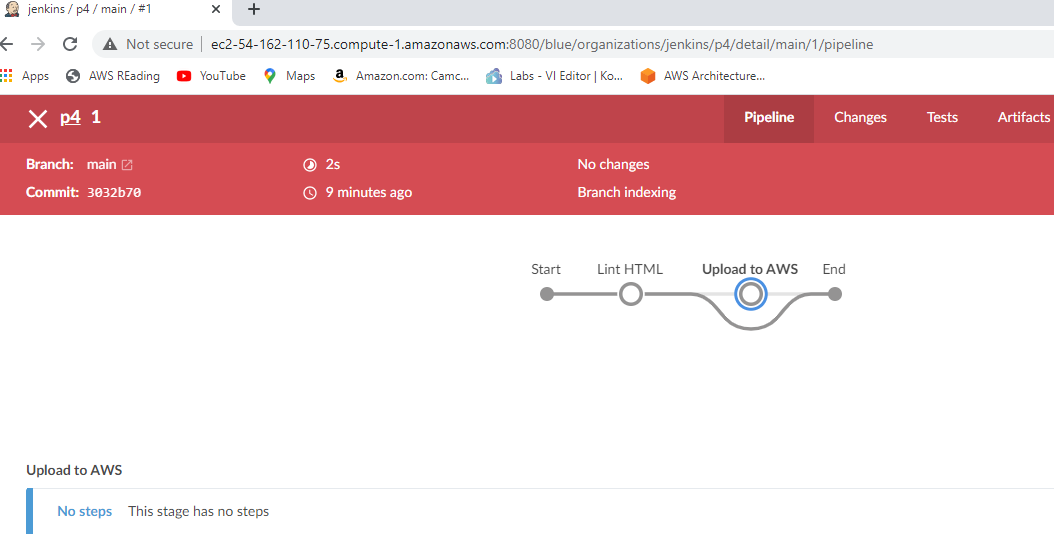 jenkins / p4 / main / #1
Not secure ec2-54-162-110-75.compute-1.amazonaws.com:8080/blue/organizations/jenkins/p4/detail/main/1/pipeline
Apps AWS REading YouTube Maps Amazon.com: Camc... Labs - VI Editor | Ko... AWS Architecture...
p4 1 Pipeline Changes Tests Artifacts
Branch: main 2s No changes
Commit: 3032b70 9 minutes ago Branch indexing
Start Lint HTML Upload to AWS End
Upload to AWS
No steps This stage has no steps